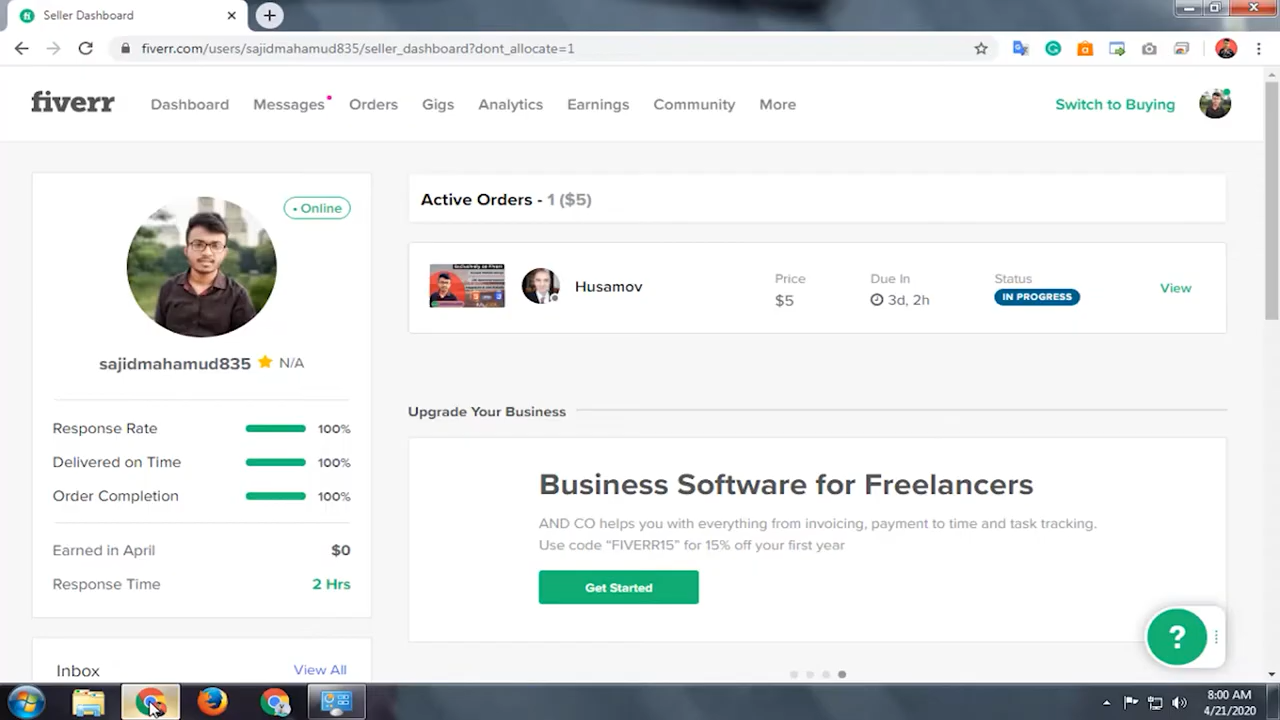 Seller Dashboard
fiverr.com/users/sajidmahamud835/seller_dashboard?dont_allocate=1
fiverr
Dashboard Messages Orders Gigs Analytics Earnings Community More
Switch to Buying
• Online
sajidmahamud835 N/A
Response Rate 100%
Delivered on Time 100%
Order Completion 100%
Earned in April $0
Response Time 2 Hrs
Inbox View All
Active Orders - 1 ($5)
Husamov
Price
$5
Due In
3d, 2h
Status
IN PROGRESS
View
Upgrade Your Business
Business Software for Freelancers
AND CO helps you with everything from invoicing, payment to time and task tracking.
Use code “FIVERR15” for 15% off your first year
Get Started
?
8:00 AM
4/21/2020